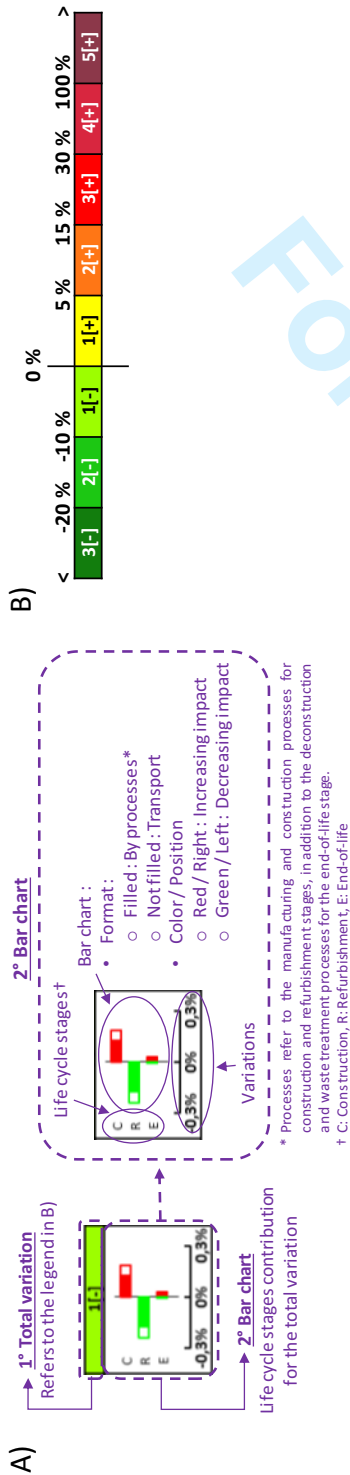 A)
1° Total variation
Refers to the legend in B)
1[-]
C
R
E
-0,3%
0%
0,3%
2° Bar chart
Life cycle stages contribution
for the total variation
2° Bar chart
Life cycle stages†
C
R
E
-0,3%
0%
0,3%
Variations
Bar chart :
• Format :
○ Filled : By processes*
○ Not filled : Transport
• Color / Position
○ Red / Right : Increasing impact
○ Green / Left : Decreasing impact
* Processes refer to the manufacturing and construction processes for
construction and refurbishment stages, in addition to the deconstruction
and waste treatment processes for the end-of-life stage.
† C: Construction, R: Refurbishment, E: End-of-life
B)
0 %
< -20 % -10 % 5 % 15 % 30 % 100 % >
3[-] 2[-] 1[-] 1[+] 2[+] 3[+] 4[+] 5[+]
For